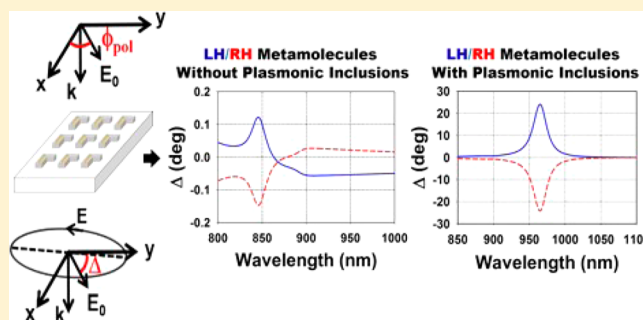 y
ϕpol
x
k
E0
E
y
Δ
x
k
E0
LH/RH Metamolecules
Without Plasmonic Inclusions
Δ (deg)
0.2
0.1
0.0
-0.1
-0.2
800 850 900 950 1000
Wavelength (nm)
LH/RH Metamolecules
With Plasmonic Inclusions
Δ (deg)
30
20
10
0
-10
-20
-30
850 900 950 1000 1050 110
Wavelength (nm)